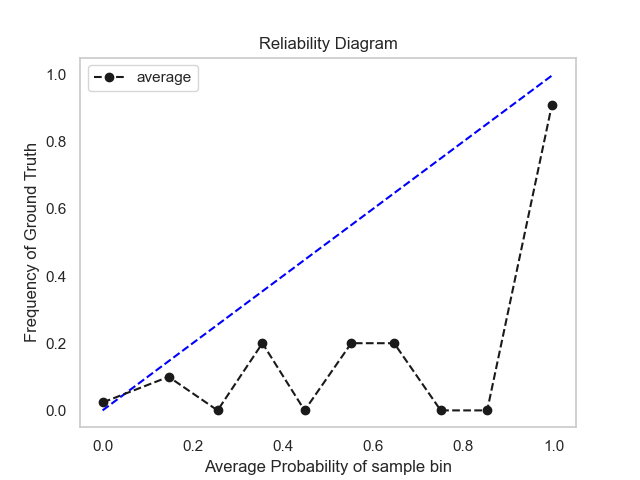 Reliability Diagram
average
Frequency of Ground Truth
1.0
0.8
0.6
0.4
0.2
0.0
0.0 0.2 0.4 0.6 0.8 1.0
Average Probability of sample bin